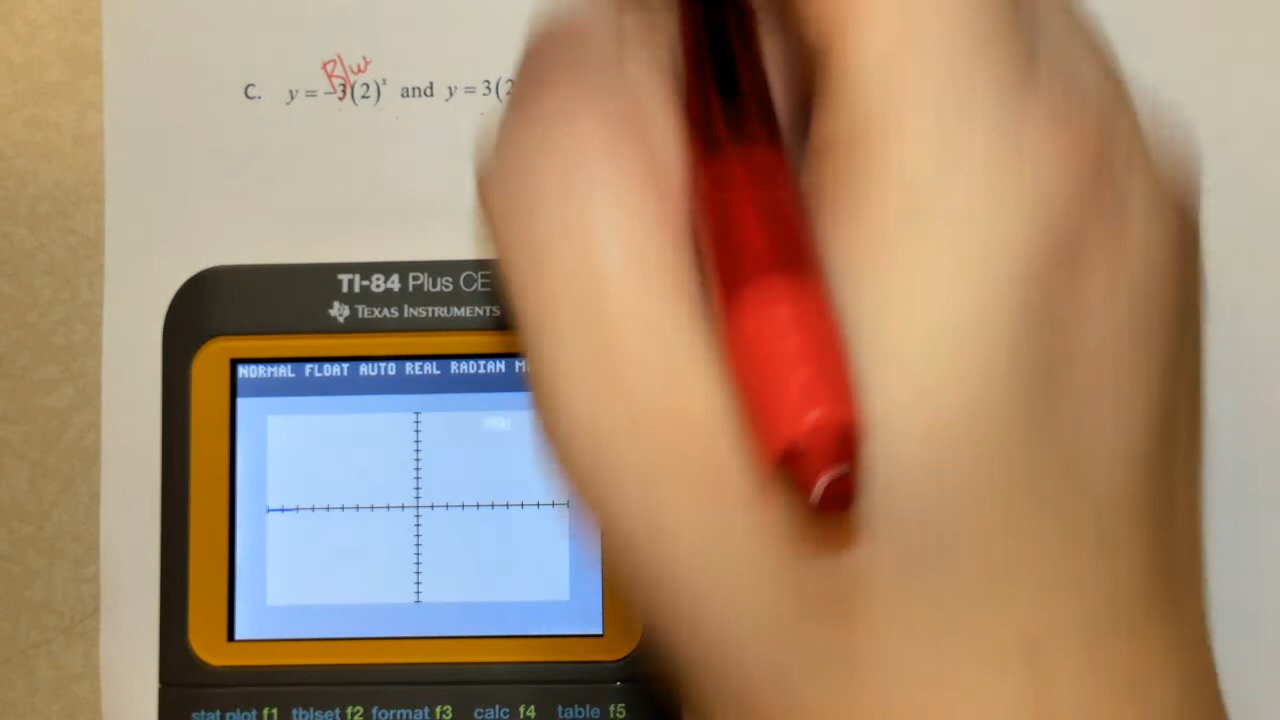 Blw
C. y = -3(2)ˣ and y = 3(2
TI-84 Plus CE
TEXAS INSTRUMENTS
NORMAL FLOAT AUTO REAL RADIAN M
stat plot f1 tblset f2 format f3 calc f4 table f5